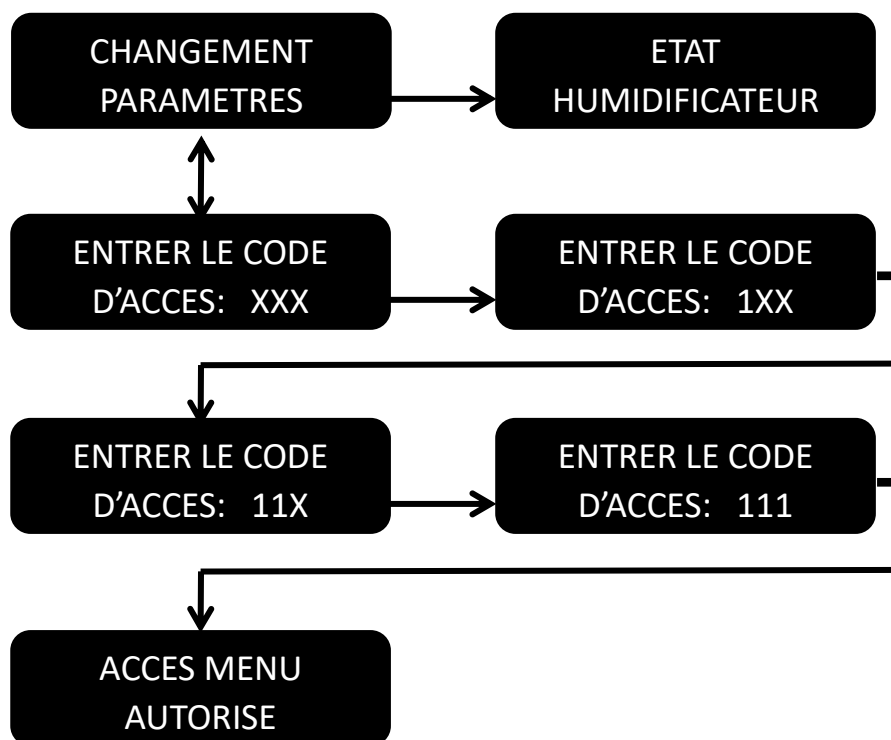 CHANGEMENT
PARAMETRES
ETAT
HUMIDIFICATEUR
ENTRER LE CODE
D’ACCES: XXX
ENTRER LE CODE
D’ACCES: 1XX
ENTRER LE CODE
D’ACCES: 11X
ENTRER LE CODE
D’ACCES: 111
ACCES MENU
AUTORISE